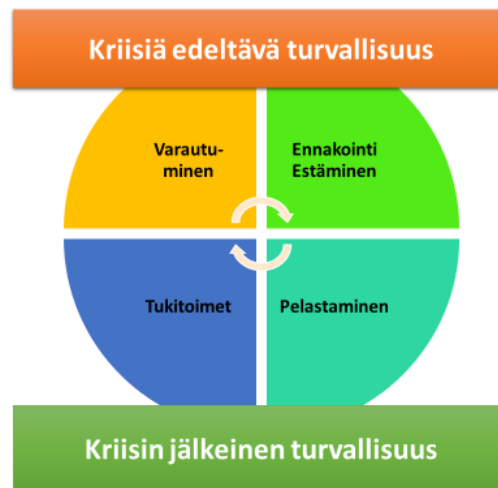 Kriisiä edeltävä turvallisuus
Varautu-
minen
Ennakointi
Estäminen
Tukitoimet
Pelastaminen
Kriisin jälkeinen turvallisuus